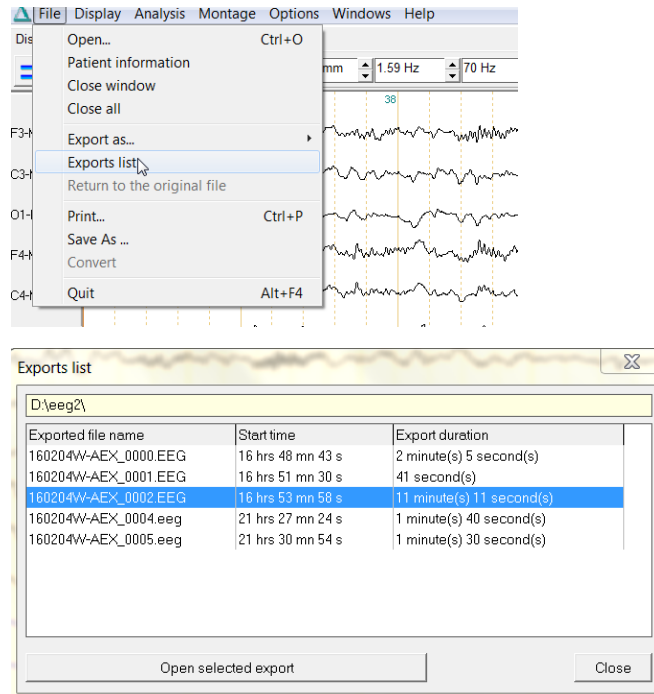 File Display Analysis Montage Options Windows Help
Dis
Open... Ctrl+O
Patient information
Close window
Close all
Export as...
Exports list
Return to the original file
Print... Ctrl+P
Save As ...
Convert
Quit Alt+F4
mm 1.59 Hz 70 Hz
38
F3-M
C3-M
O1-M
F4-M
C4-M
Exports list
D:\eeg2\
Exported file name Start time Export duration
160204W-AEX_0000.EEG 16 hrs 48 mn 43 s 2 minute(s) 5 second(s)
160204W-AEX_0001.EEG 16 hrs 51 mn 30 s 41 second(s)
160204W-AEX_0002.EEG 16 hrs 53 mn 58 s 11 minute(s) 11 second(s)
160204W-AEX_0004.eeg 21 hrs 27 mn 24 s 1 minute(s) 40 second(s)
160204W-AEX_0005.eeg 21 hrs 30 mn 54 s 1 minute(s) 30 second(s)
Open selected export Close